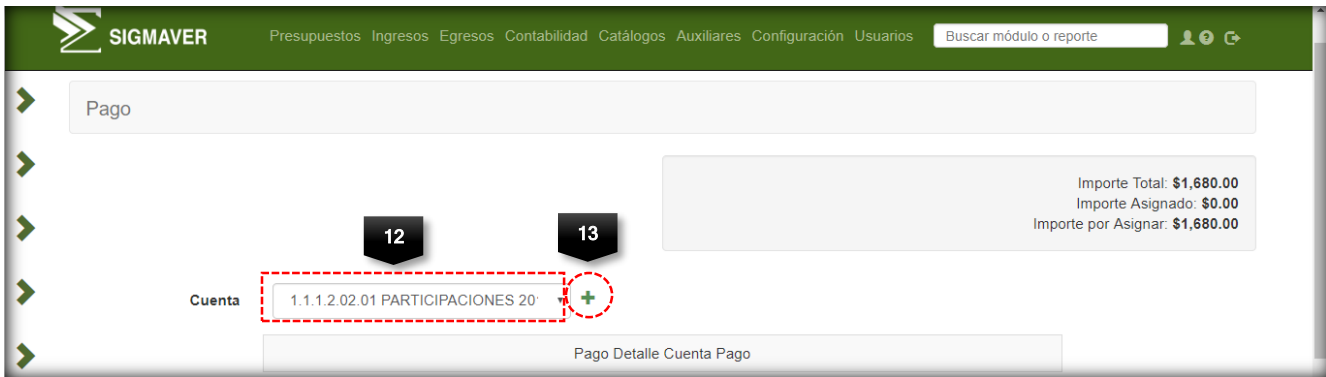 SIGMAVER Presupuestos Ingresos Egresos Contabilidad Catálogos Auxiliares Configuración Usuarios Buscar módulo o reporte
Pago
Importe Total: $1,680.00
Importe Asignado: $0.00
Importe por Asignar: $1,680.00
12 13
Cuenta 1.1.1.2.02.01 PARTICIPACIONES 20
Pago Detalle Cuenta Pago